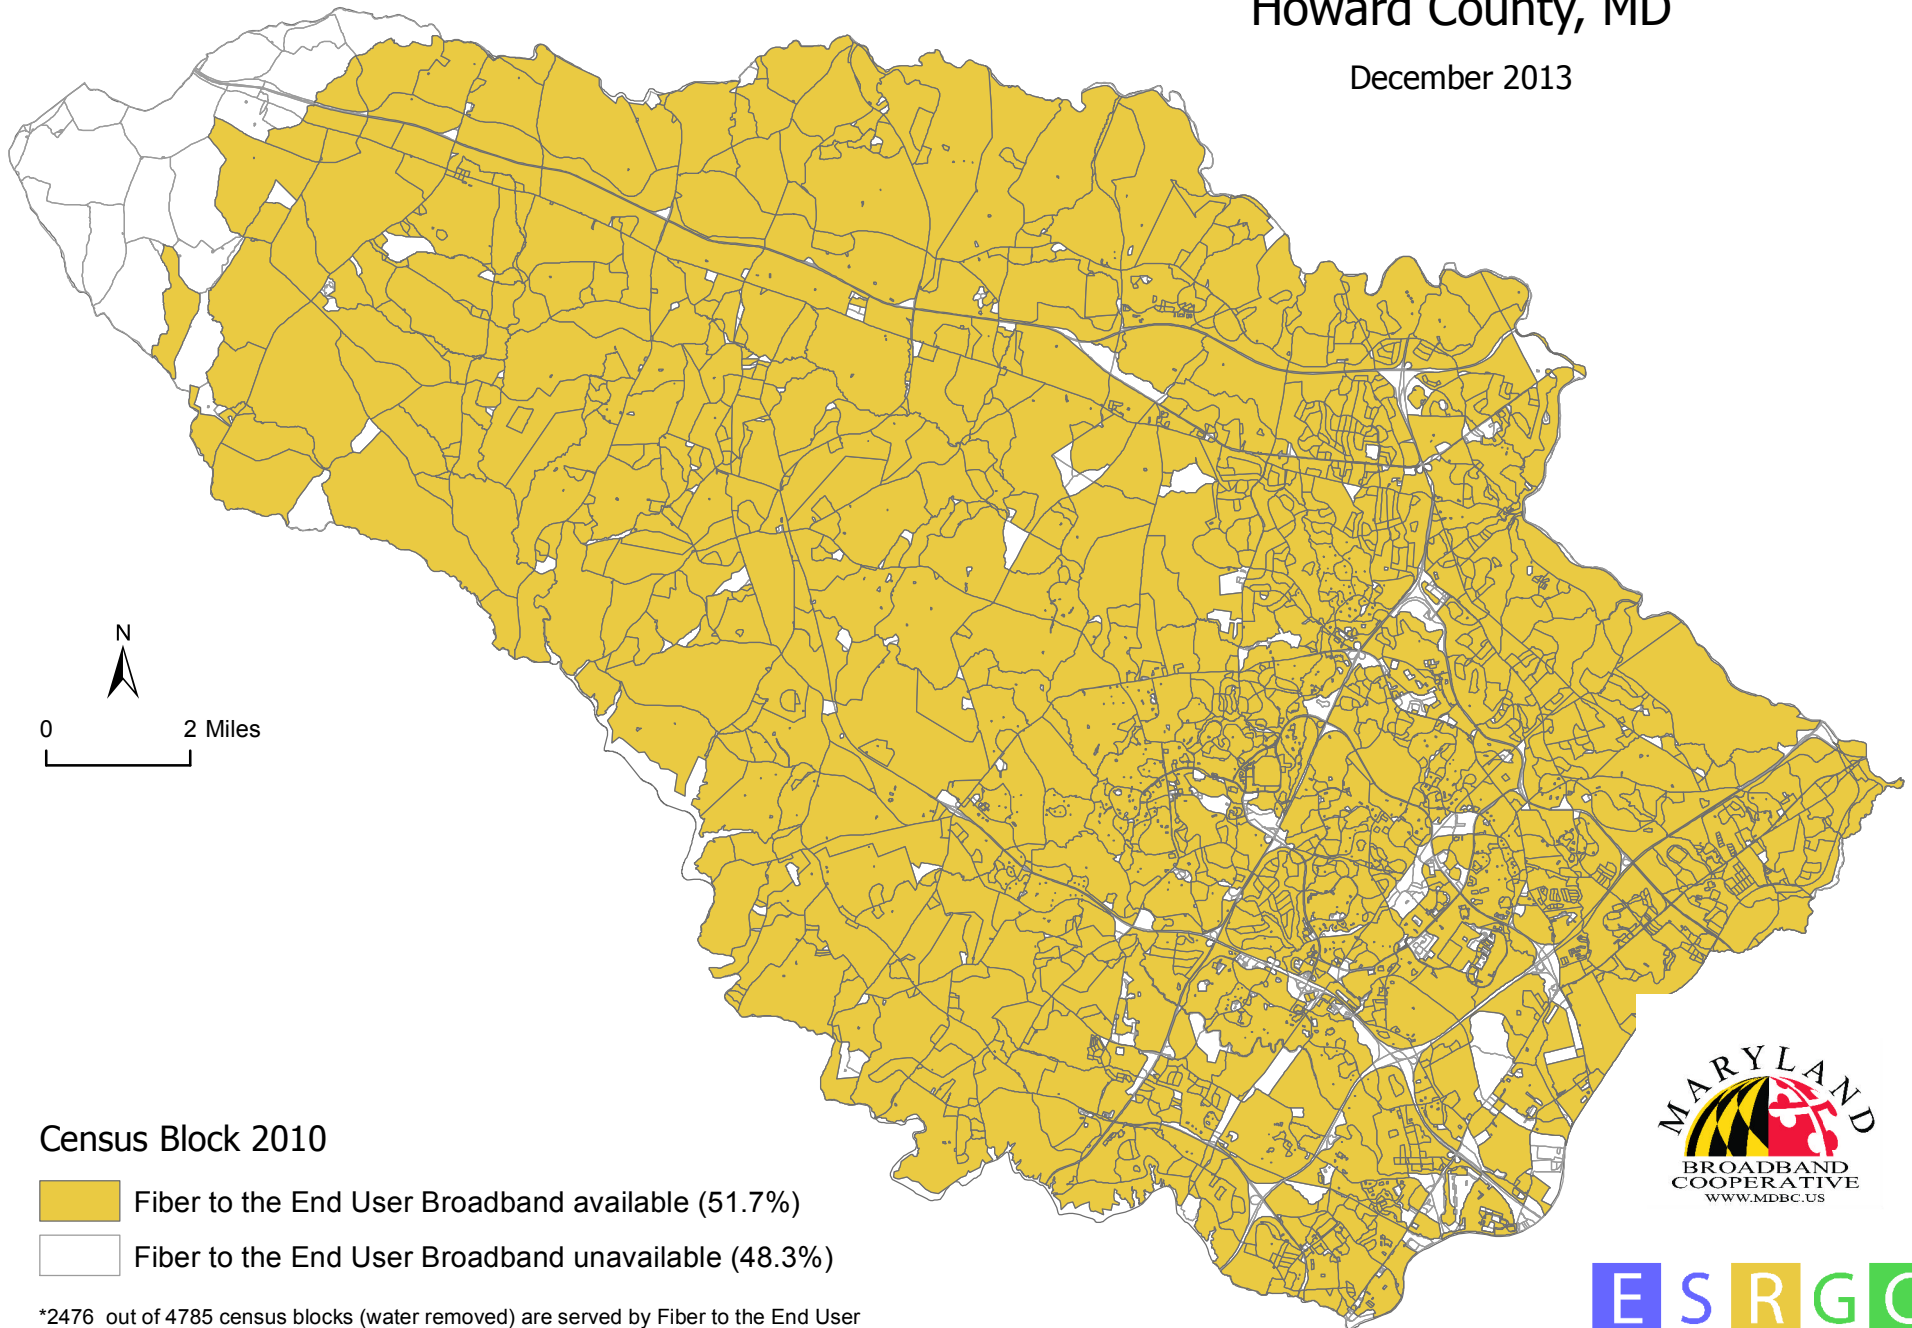 Howard County, MD
December 2013
N
0 2 Miles
Census Block 2010
Fiber to the End User Broadband available (51.7%)
Fiber to the End User Broadband unavailable (48.3%)
*2476 out of 4785 census blocks (water removed) are served by Fiber to the End User
MARYLAND
BROADBAND
COOPERATIVE
WWW.MDBC.US
ESRGC